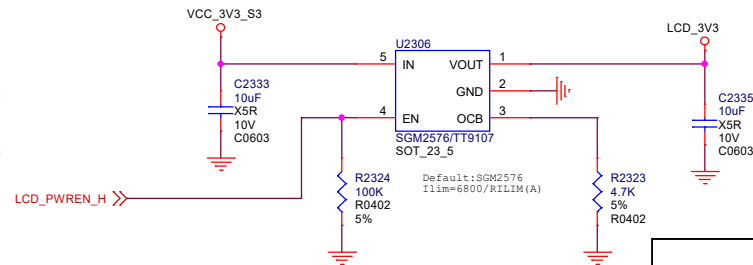 VCC_3V3_S3
LCD_3V3
U2306
5 IN VOUT 1
GND 2
4 EN OCB 3
SGM2576/TT9107
SOT_23_5
C2333
10uF
X5R
10V
C0603
C2335
10uF
X5R
10V
C0603
LCD_PWREN_H
R2324
100K
R0402
5%
Default:SGM2576
Ilim=6800/RILIM(A)
R2323
4.7K
5%
R0402